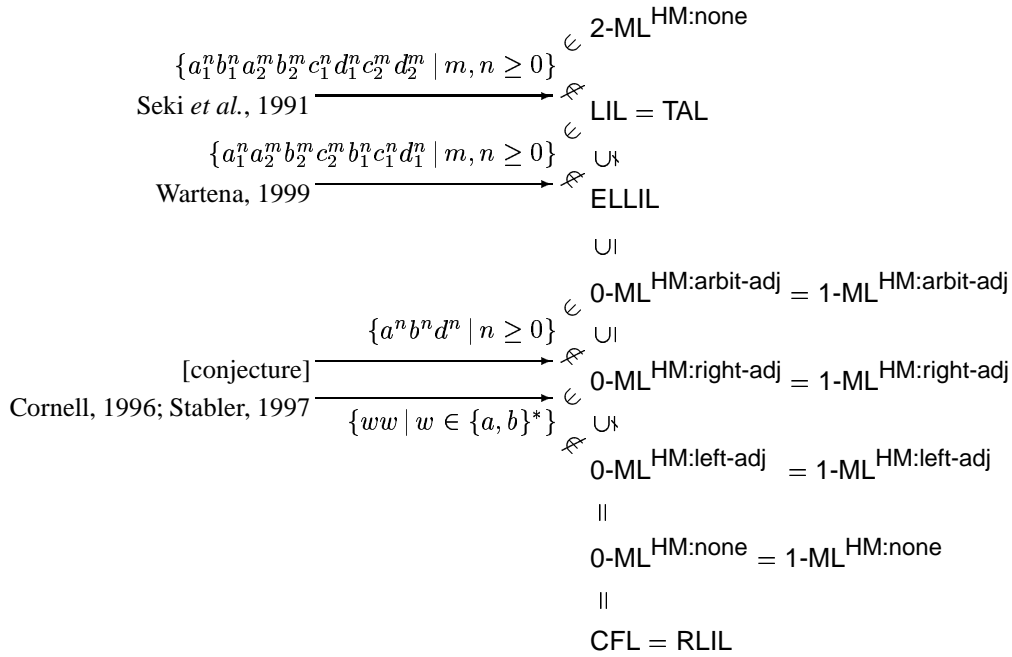 2-ML^HM:none
∈
{a_1^n b_1^n a_2^m b_2^m c_1^n d_1^n c_2^m d_2^m | m, n ≥ 0}
∉
Seki et al., 1991
LIL = TAL
∈
{a_1^n a_2^m b_2^m c_2^m b_1^n c_1^n d_1^n | m, n ≥ 0}
∪∤
∉
Wartena, 1999
ELLIL
∪|
0-ML^HM:arbit-adj = 1-ML^HM:arbit-adj
∈
{a^n b^n d^n | n ≥ 0}
∪|
∉
[conjecture]
0-ML^HM:right-adj = 1-ML^HM:right-adj
∈
Cornell, 1996; Stabler, 1997
{ww | w ∈ {a, b}*}
∪∤
∉
0-ML^HM:left-adj = 1-ML^HM:left-adj
||
0-ML^HM:none = 1-ML^HM:none
||
CFL = RLIL